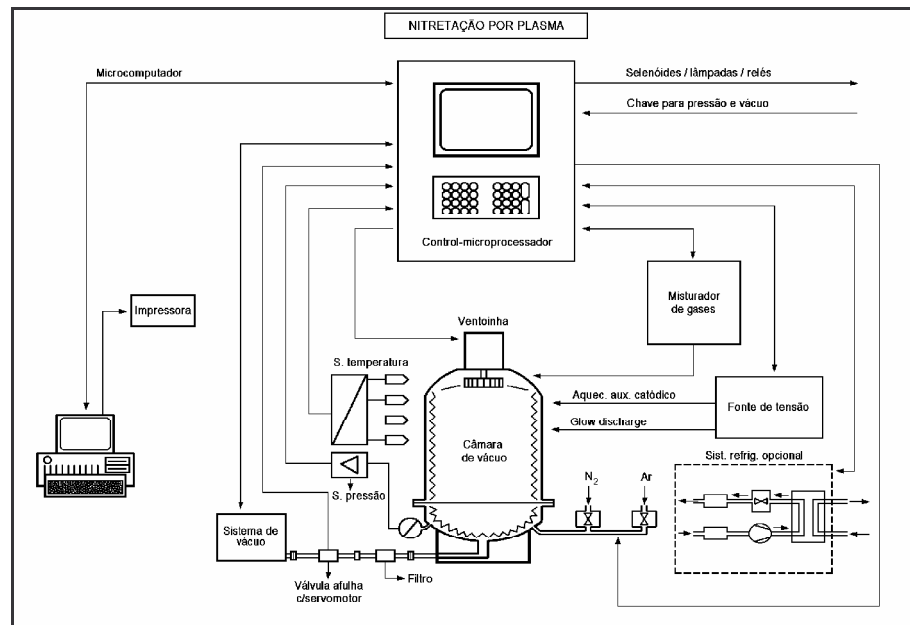 NITRETAÇÃO POR PLASMA
Microcomputador
Selenóides / lâmpadas / relés
Chave para pressão e vácuo
Control-microprocessador
Misturador
de gases
Impressora
Ventoinha
S. temperatura
Aquec. aux. catódico
Fonte de tensão
Glow discharge
Câmara
de vácuo
Sist. refrig. opcional
N2
Ar
S. pressão
Sistema de
vácuo
Válvula afulha
c/servomotor
Filtro